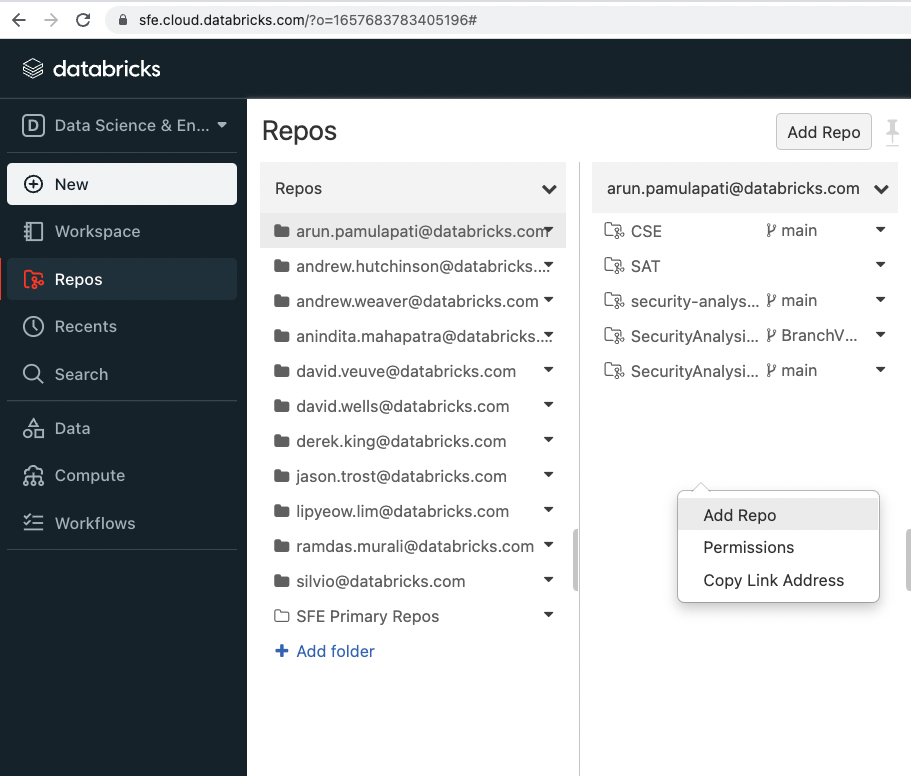 sfe.cloud.databricks.com/?o=1657683783405196#
databricks
D Data Science & En...
New
Workspace
Repos
Recents
Search
Data
Compute
Workflows
Repos
Add Repo
Repos
arun.pamulapati@databricks.com
andrew.hutchinson@databricks....
andrew.weaver@databricks.com
anindita.mahapatra@databricks....
david.veuve@databricks.com
david.wells@databricks.com
derek.king@databricks.com
jason.trost@databricks.com
lipyeow.lim@databricks.com
ramdas.murali@databricks.com
silvio@databricks.com
SFE Primary Repos
Add folder
arun.pamulapati@databricks.com
CSE main
SAT
security-analys... main
SecurityAnalysi... BranchV...
SecurityAnalysi... main
Add Repo
Permissions
Copy Link Address